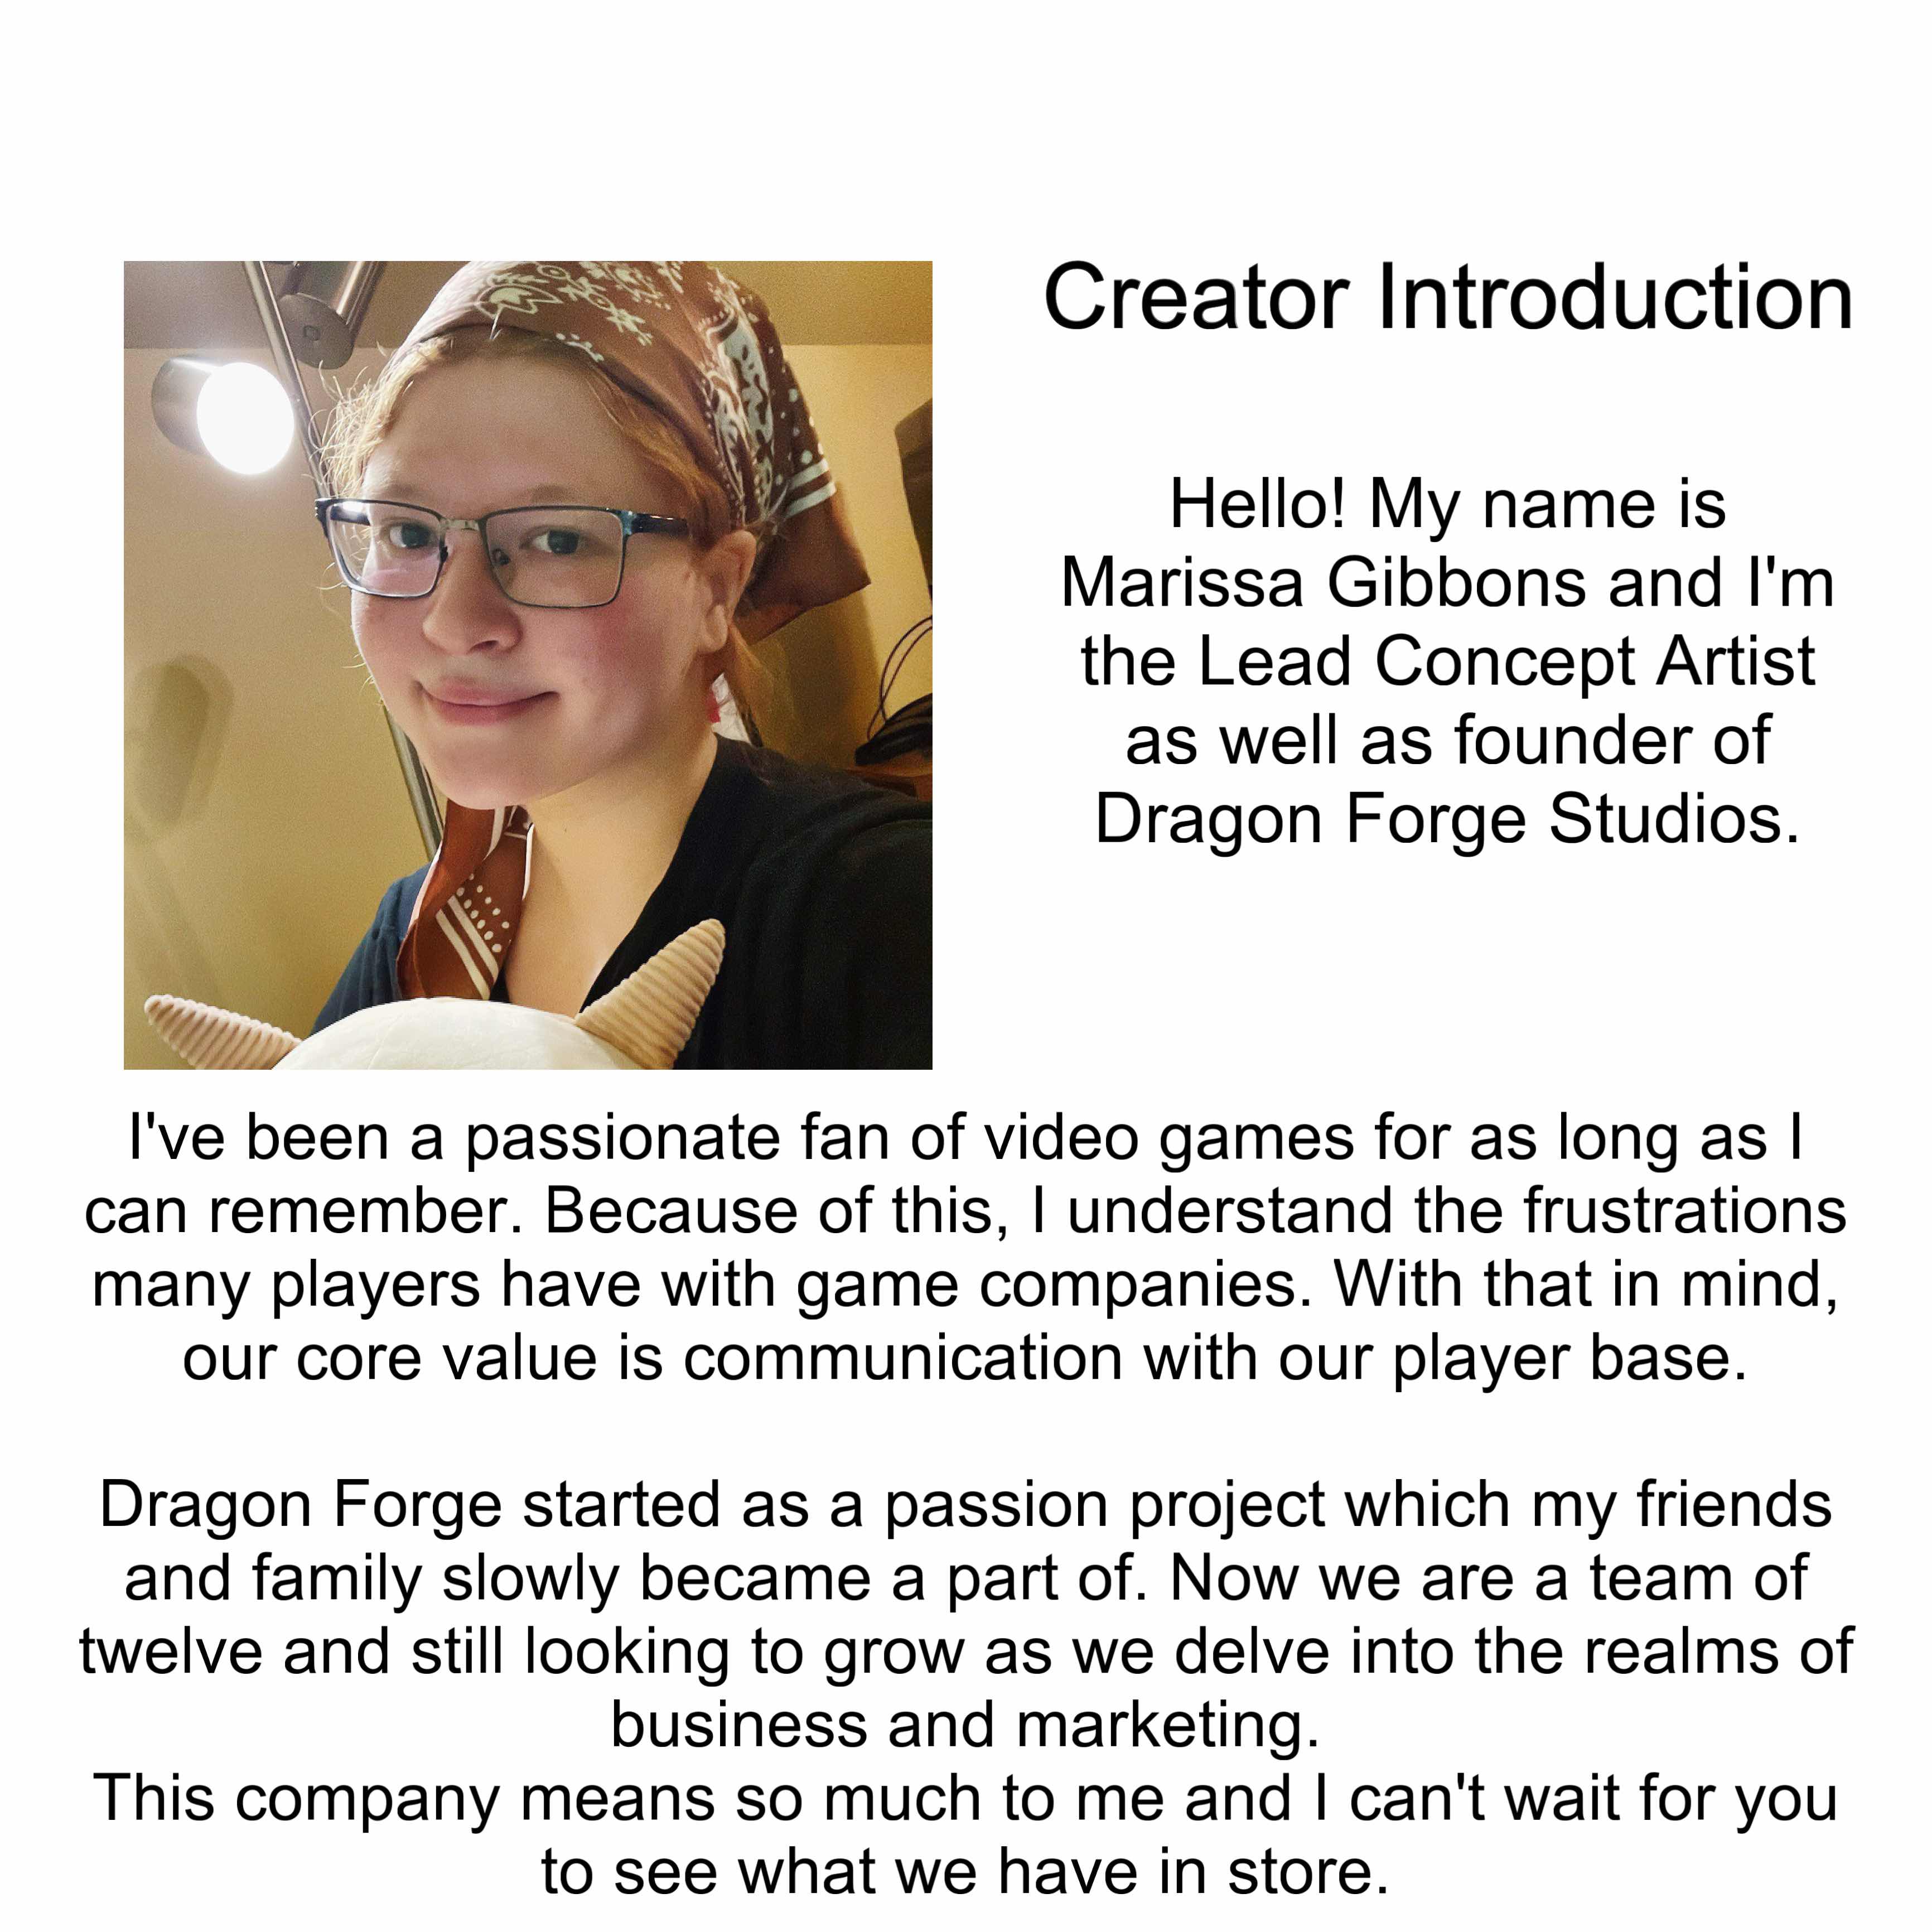 Creator Introduction
Hello! My name is
Marissa Gibbons and I'm
the Lead Concept Artist
as well as founder of
Dragon Forge Studios.
I've been a passionate fan of video games for as long as I
can remember. Because of this, I understand the frustrations
many players have with game companies. With that in mind,
our core value is communication with our player base.
Dragon Forge started as a passion project which my friends
and family slowly became a part of. Now we are a team of
twelve and still looking to grow as we delve into the realms of
business and marketing.
This company means so much to me and I can't wait for you
to see what we have in store.